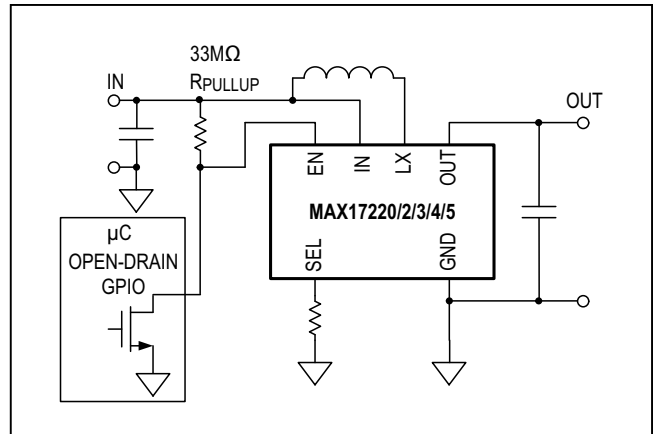 33MΩ
RPULLUP
IN
OUT
EN
IN
LX
OUT
MAX17220/2/3/4/5
SEL
GND
µC
OPEN-DRAIN
GPIO